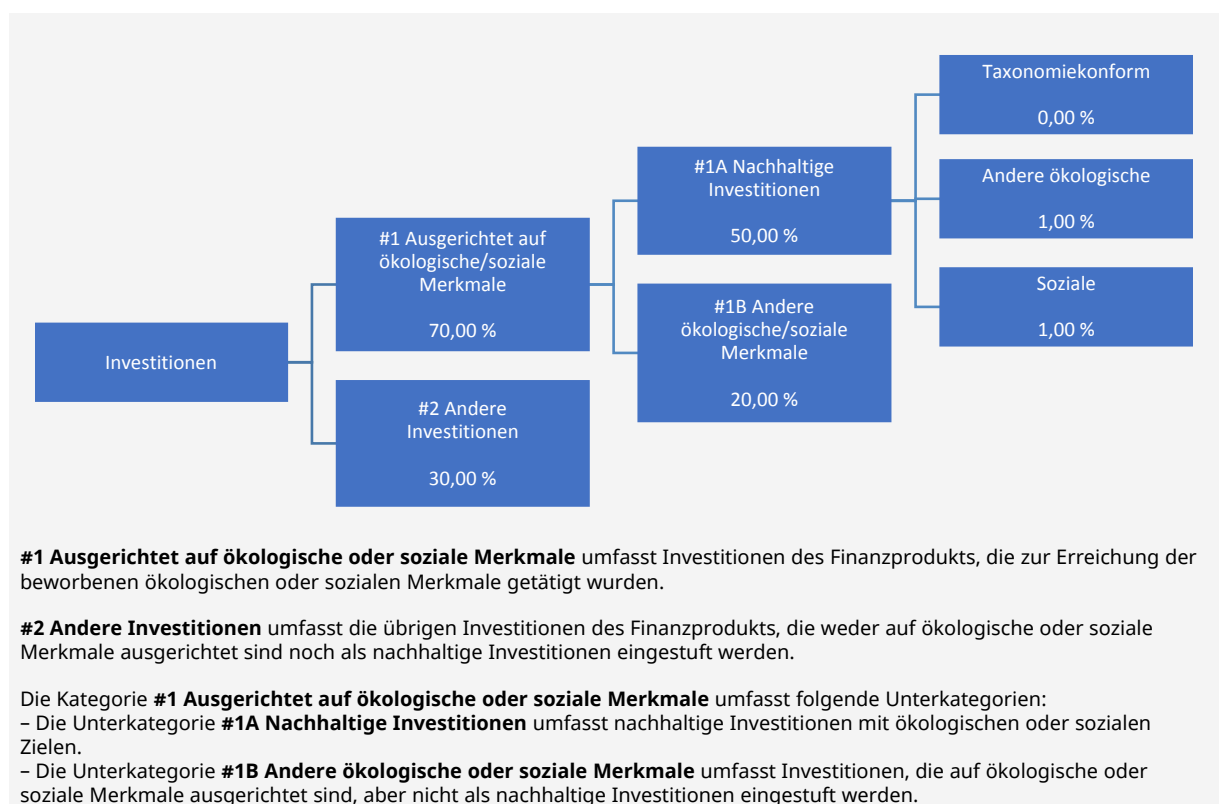 Investitionen
#1 Ausgerichtet auf
ökologische/soziale
Merkmale
70,00 %
#2 Andere
Investitionen
30,00 %
#1A Nachhaltige
Investitionen
50,00 %
#1B Andere
ökologische/soziale
Merkmale
20,00 %
Taxonomiekonform
0,00 %
Andere ökologische
1,00 %
Soziale
1,00 %
#1 Ausgerichtet auf ökologische oder soziale Merkmale umfasst Investitionen des Finanzprodukts, die zur Erreichung der
beworbenen ökologischen oder sozialen Merkmale getätigt wurden.
#2 Andere Investitionen umfasst die übrigen Investitionen des Finanzprodukts, die weder auf ökologische oder soziale
Merkmale ausgerichtet sind noch als nachhaltige Investitionen eingestuft werden.
Die Kategorie #1 Ausgerichtet auf ökologische oder soziale Merkmale umfasst folgende Unterkategorien:
– Die Unterkategorie #1A Nachhaltige Investitionen umfasst nachhaltige Investitionen mit ökologischen oder sozialen
Zielen.
– Die Unterkategorie #1B Andere ökologische oder soziale Merkmale umfasst Investitionen, die auf ökologische oder
soziale Merkmale ausgerichtet sind, aber nicht als nachhaltige Investitionen eingestuft werden.